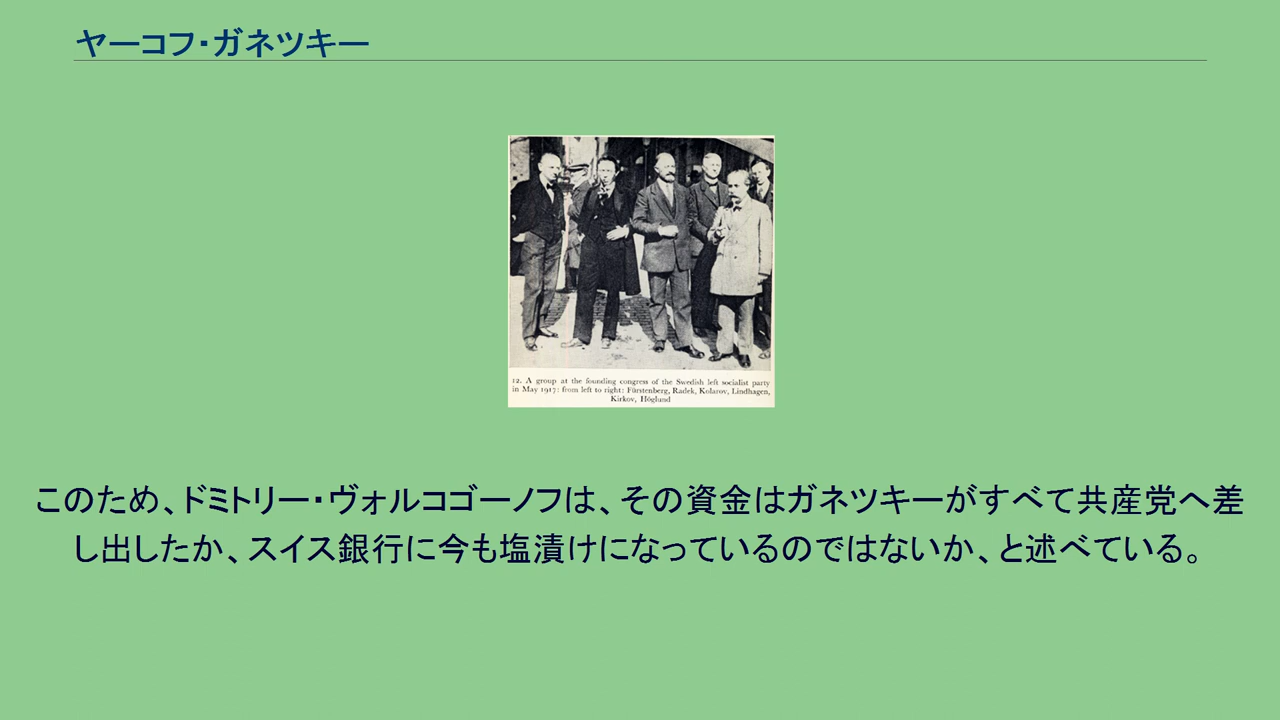 ヤーコフ・ガネツキー
12. A group at the founding congress of the Swedish left socialist party
in May 1917: from left to right: Fürstenberg, Radek, Kolarov, Lindhagen,
Kirkov, Höglund
このため、ドミトリー・ヴォルコゴーノフは、その資金はガネツキーがすべて共産党へ差
し出したか、スイス銀行に今も塩漬けになっているのではないか、と述べている。